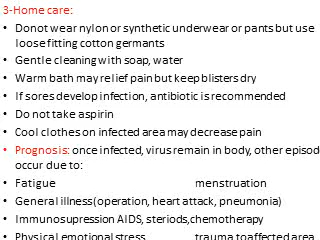 3-Home care:
• Donot wear nylon or synthetic underwear or pants but use
loose fitting cotton germants
• Gentle cleaning with soap, water
• Warm bath may relief pain but keep blisters dry
• If sores develop infection, antibiotic is recommended
• Do not take aspirin
• Cool clothes on infected area may decrease pain
• Prognosis: once infected, virus remain in body, other episod
occur due to:
• Fatigue menstruation
• General illness(operation, heart attack, pneumonia)
• Immunosupression AIDS, steriods,chemotherapy
• Physical emotional stress trauma to affected area